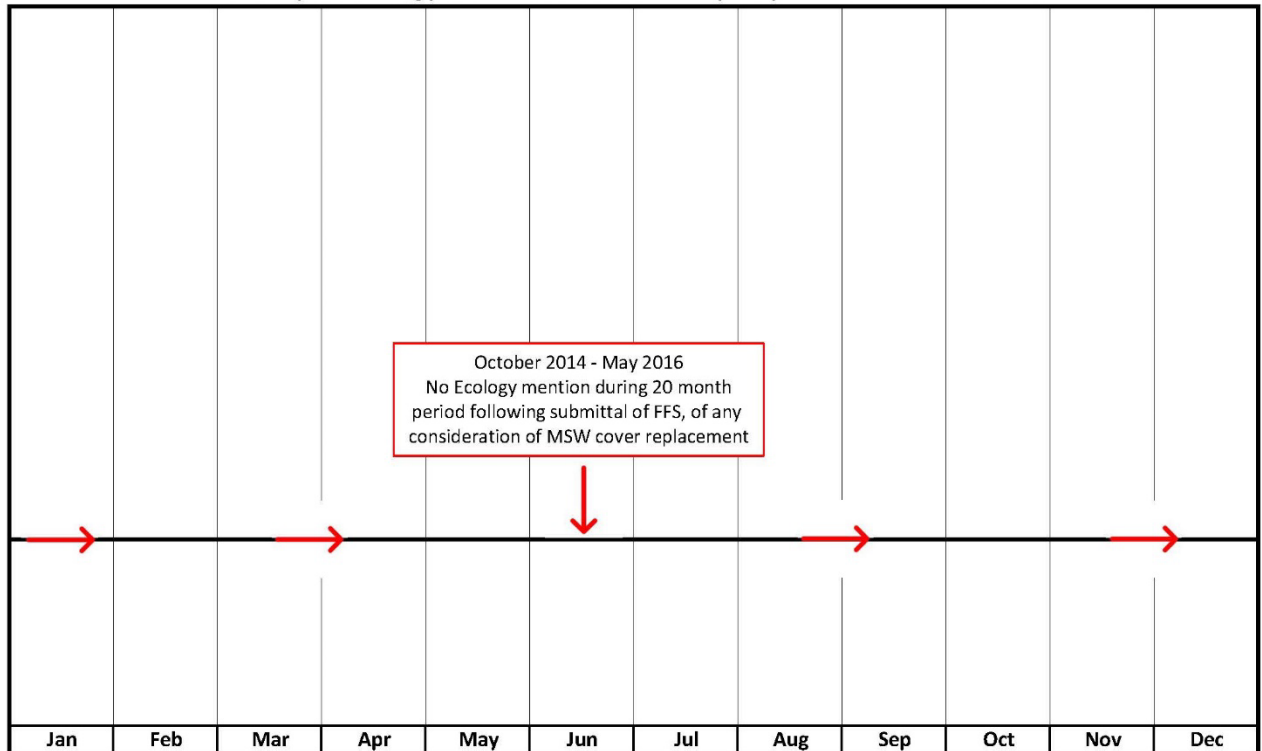 October 2014 - May 2016
No Ecology mention during 20 month
period following submittal of FFS, of any
consideration of MSW cover replacement
Jan Feb Mar Apr May Jun Jul Aug Sep Oct Nov Dec